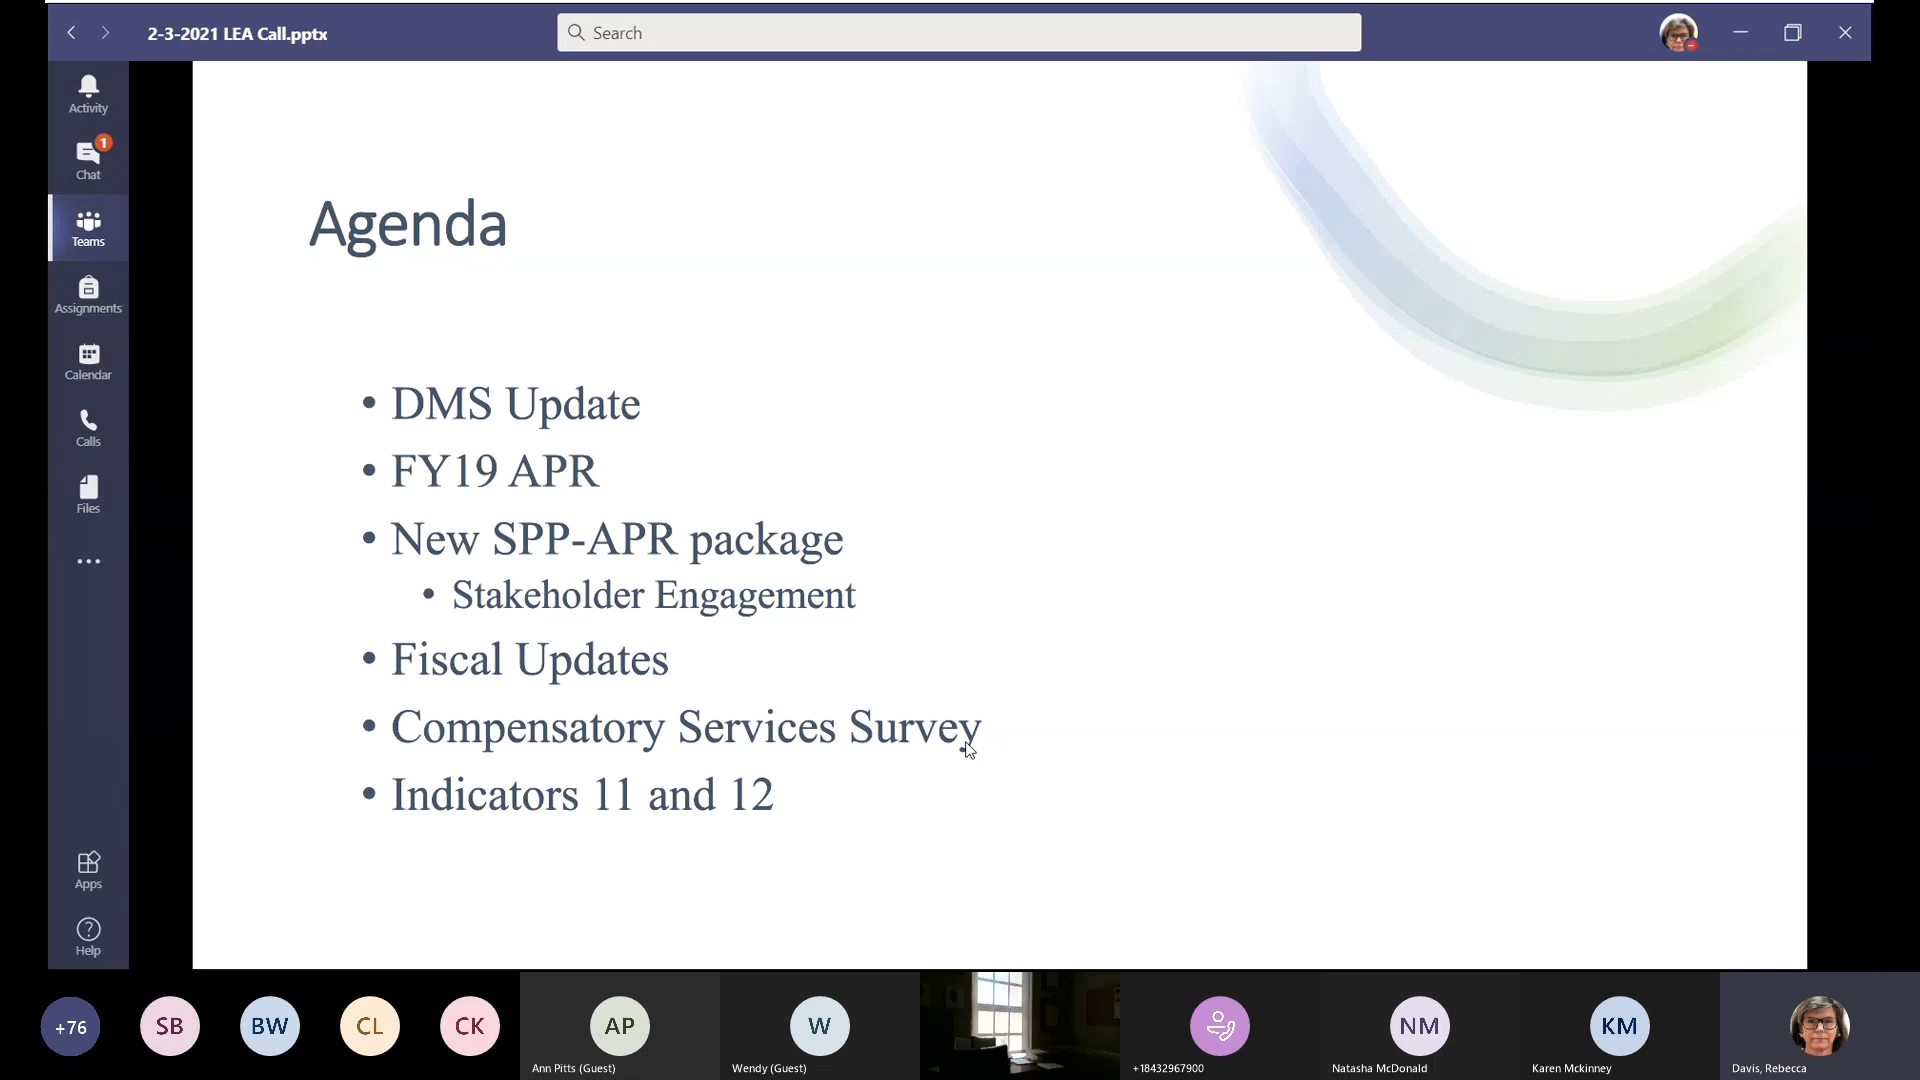 2-3-2021 LEA Call.pptx
Search
Activity
1
Chat
Teams
Assignments
Calendar
Calls
Files
Apps
Help
Agenda
• DMS Update
• FY19 APR
• New SPP-APR package
• Stakeholder Engagement
• Fiscal Updates
• Compensatory Services Survey
• Indicators 11 and 12
+76
SB
BW
CL
CK
AP
Ann Pitts (Guest)
W
Wendy (Guest)
+18432967900
NM
Natasha McDonald
KM
Karen Mckinney
Davis, Rebecca